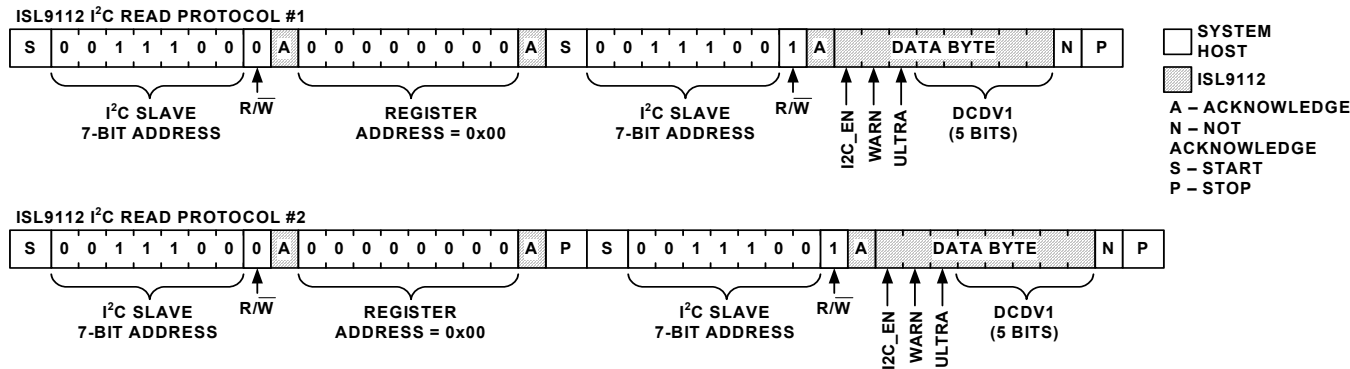 ISL9112 I²C READ PROTOCOL #1
S 0 0 1 1 1 0 0 0 A 0 0 0 0 0 0 0 0 A S 0 0 1 1 1 0 0 1 A DATA BYTE N P
R/W̅ R/W̅
I²C SLAVE REGISTER I²C SLAVE DCDV1
7-BIT ADDRESS ADDRESS = 0x00 7-BIT ADDRESS (5 BITS)
I2C_EN
WARN
ULTRA
SYSTEM
HOST
ISL9112
A – ACKNOWLEDGE
N – NOT
ACKNOWLEDGE
S – START
P – STOP
ISL9112 I²C READ PROTOCOL #2
S 0 0 1 1 1 0 0 0 A 0 0 0 0 0 0 0 0 A P S 0 0 1 1 1 0 0 1 A DATA BYTE N P
R/W̅ R/W̅
I²C SLAVE REGISTER I²C SLAVE DCDV1
7-BIT ADDRESS ADDRESS = 0x00 7-BIT ADDRESS (5 BITS)
I2C_EN
WARN
ULTRA